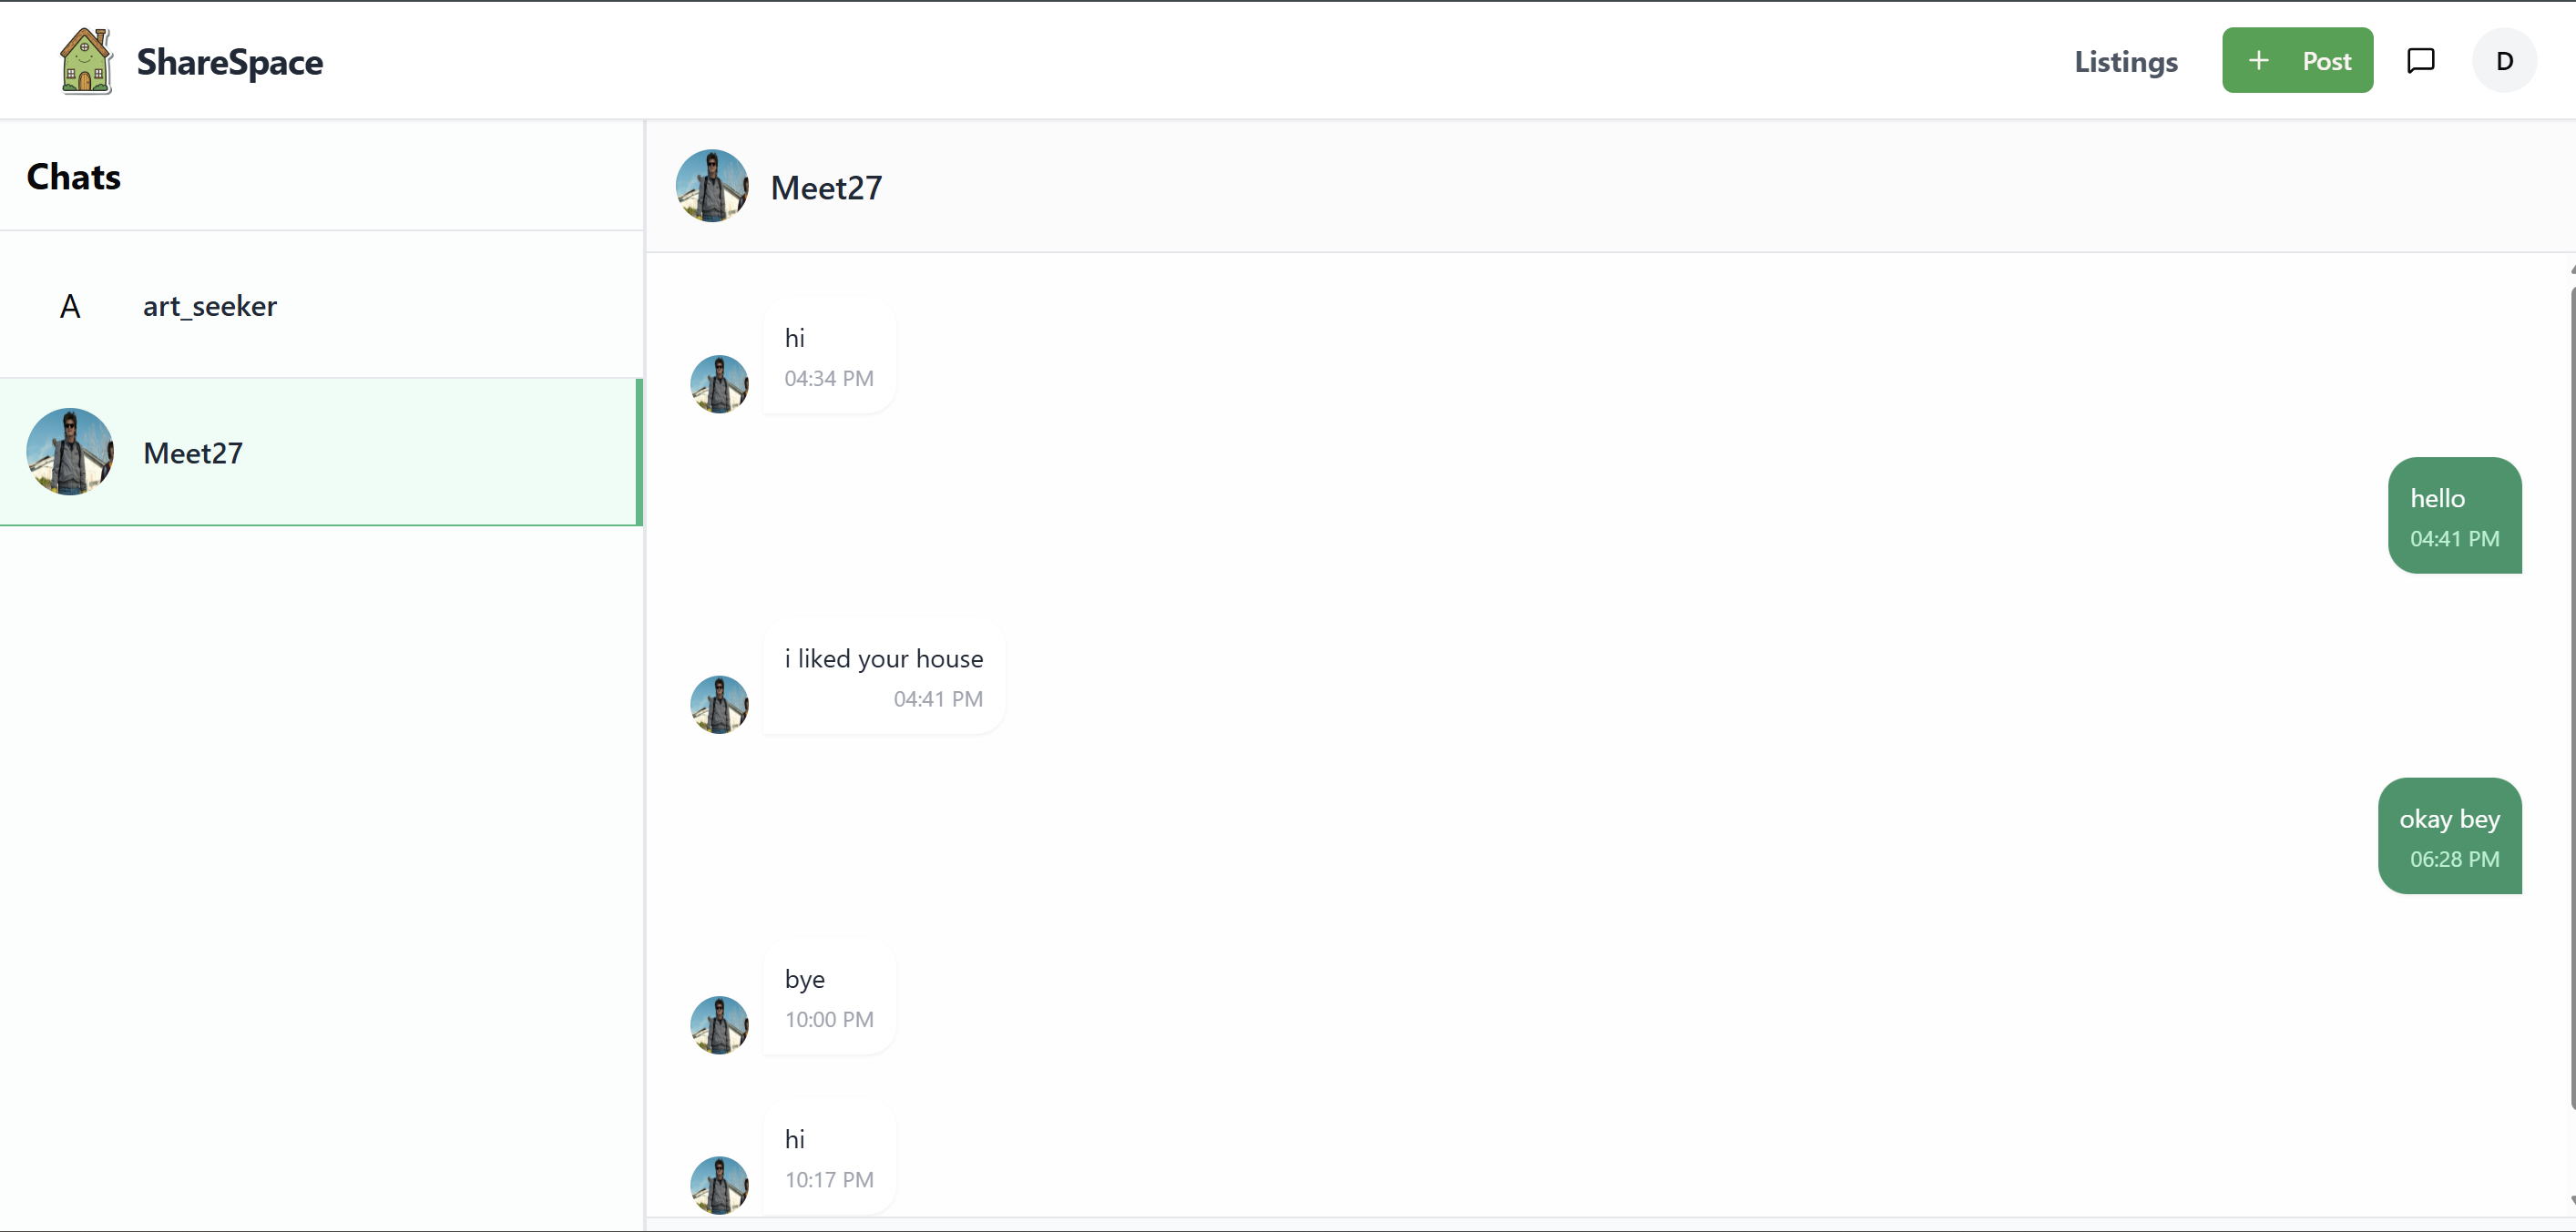 ShareSpace
Listings
+ Post
D
Chats
A
art_seeker
Meet27
Meet27
hi
04:34 PM
hello
04:41 PM
i liked your house
04:41 PM
okay bey
06:28 PM
bye
10:00 PM
hi
10:17 PM